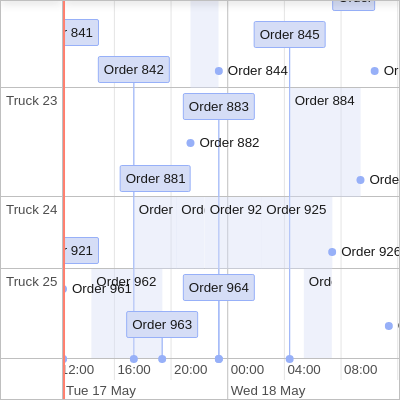 Order
r 841
Order 845
Order 842
Order 844
Or
Truck 23
Order 883
Order 884
Order 882
Order 881
Orde
Truck 24
Order
Ord
Order 92
Order 925
r 921
Order 926
Truck 25
Order 962
Ord
Order 961
Order 964
Order 963
12:00
16:00
20:00
00:00
04:00
08:00
Tue 17 May
Wed 18 May